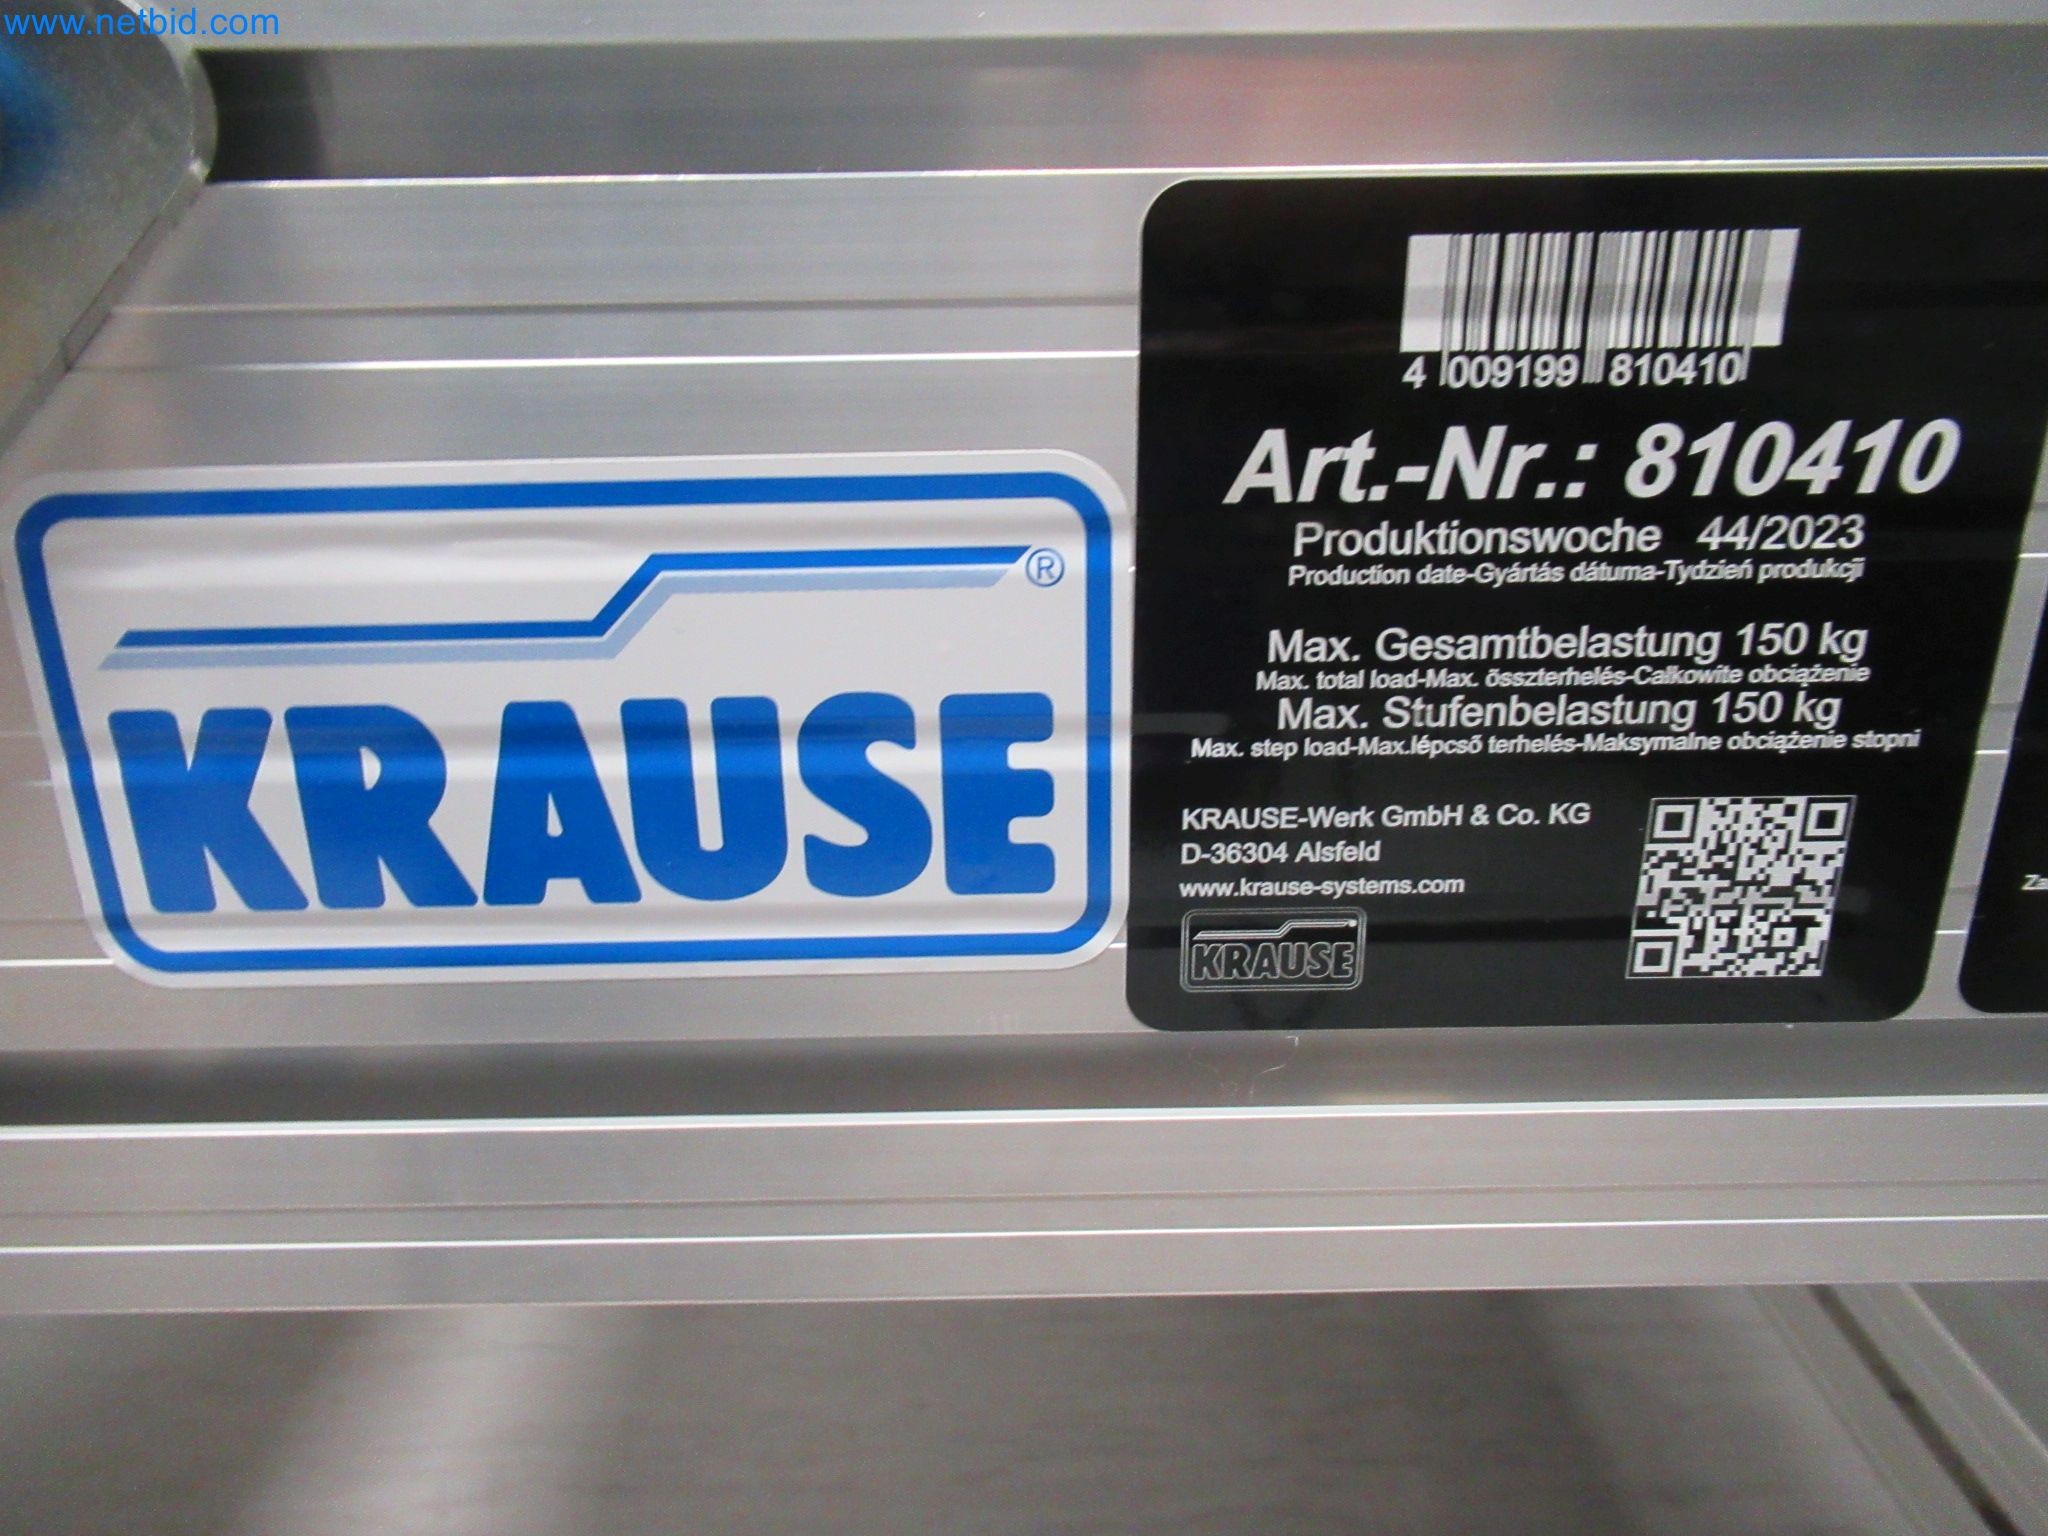 www.netbid.com
KRAUSE ®
4 009199 810410
Art.-Nr.: 810410
Produktionswoche 44/2023
Production date-Gyártás dátuma-Tydzień produkcji
Max. Gesamtbelastung 150 kg
Max. total load-Max. összterhelés-Całkowite obciążenie
Max. Stufenbelastung 150 kg
Max. step load-Max.lépcső terhelés-Maksymalne obciążenie stopni
KRAUSE-Werk GmbH & Co. KG
D-36304 Alsfeld
www.krause-systems.com
KRAUSE